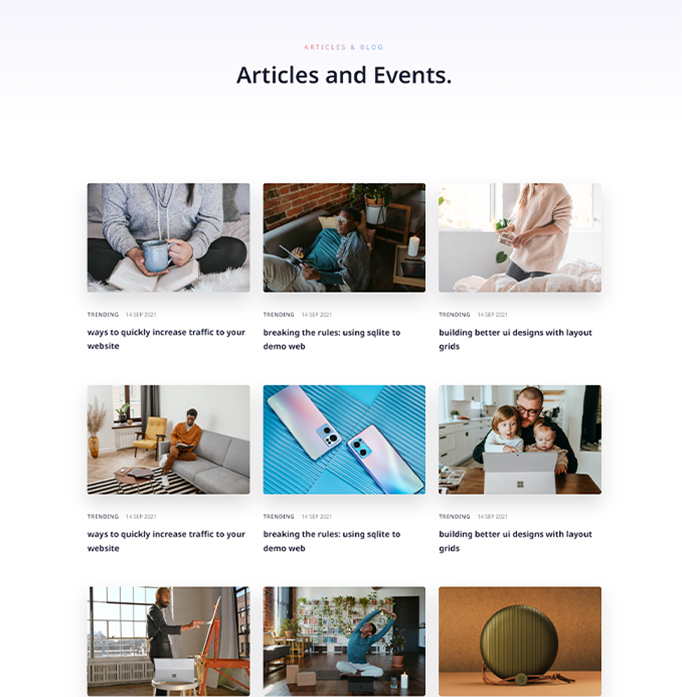 ARTICLES & BLOG
Articles and Events.
TRENDING 14 SEP 2021
ways to quickly increase traffic to your
website
TRENDING 14 SEP 2021
breaking the rules: using sqlite to
demo web
TRENDING 14 SEP 2021
building better ui designs with layout
grids
TRENDING 14 SEP 2021
ways to quickly increase traffic to your
website
TRENDING 14 SEP 2021
breaking the rules: using sqlite to
demo web
TRENDING 14 SEP 2021
building better ui designs with layout
grids